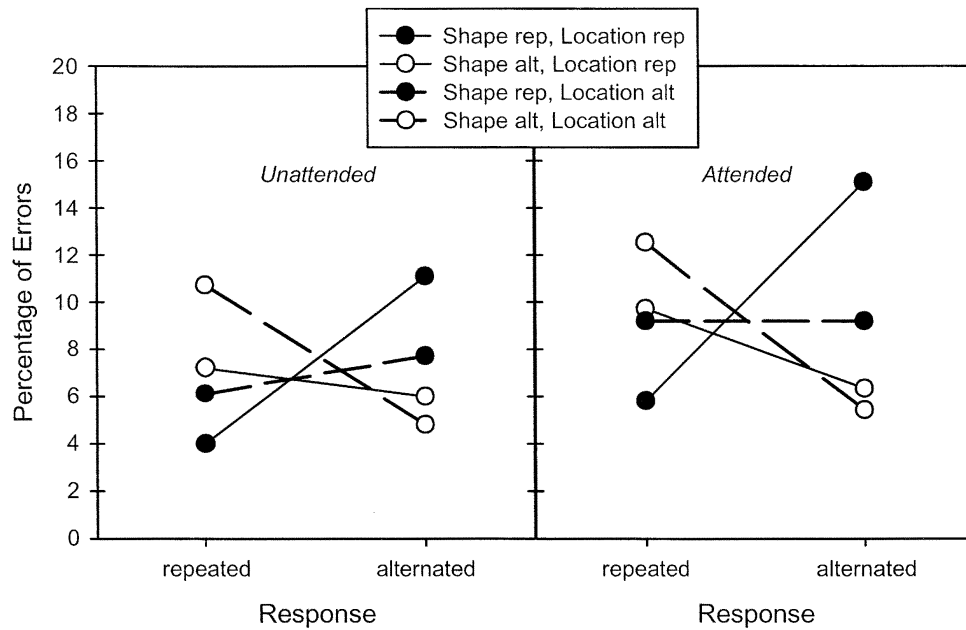 Shape rep, Location rep
Shape alt, Location rep
Shape rep, Location alt
Shape alt, Location alt
Percentage of Errors
20
18
16
14
12
10
8
6
4
2
0
Unattended
Attended
repeated
alternated
repeated
alternated
Response
Response